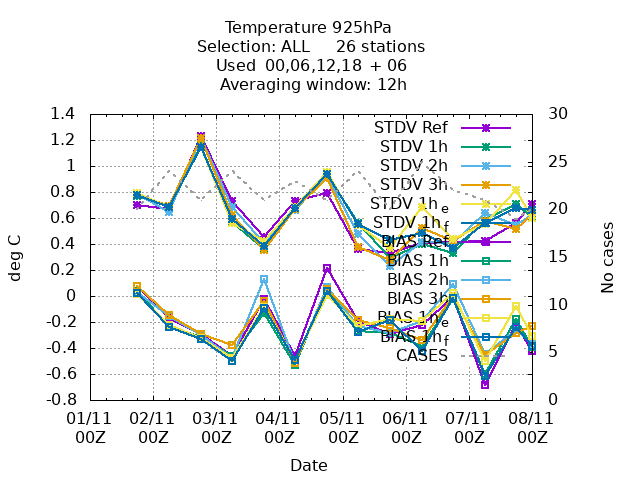 Temperature 925hPa
Selection: ALL 26 stations
Used 00,06,12,18 + 06
Averaging window: 12h
1.4
1.2
1
0.8
0.6
0.4
0.2
0
-0.2
-0.4
-0.6
-0.8
deg C
30
25
20
15
10
5
0
No cases
STDV Ref
STDV 1h
STDV 2h
STDV 3h
STDV 1h_e
STDV 1h_f
BIAS Ref
BIAS 1h
BIAS 2h
BIAS 3h
BIAS 1h_e
BIAS 1h_f
CASES
01/11 02/11 03/11 04/11 05/11 06/11 07/11 08/11
00Z 00Z 00Z 00Z 00Z 00Z 00Z 00Z
Date